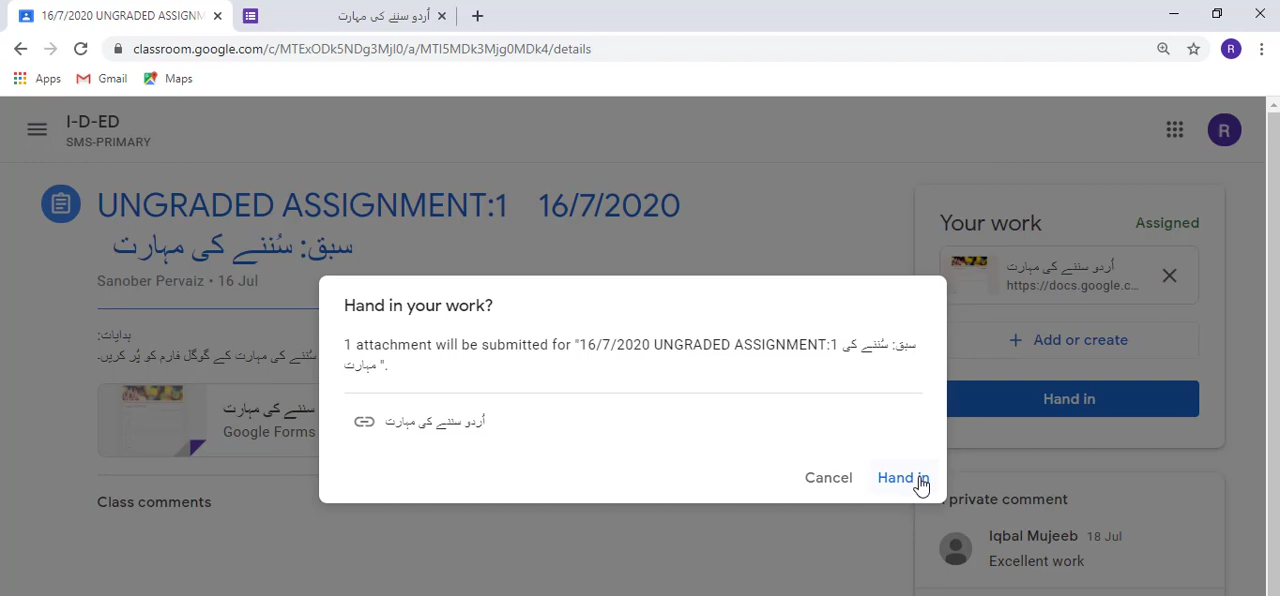 16/7/2020 UNGRADED ASSIGNM
اُردو سننے کی مہارت
classroom.google.com/c/MTExODk5NDg3Mjl0/a/MTI5MDk3Mjg0MDk4/details
R
Apps
Gmail
Maps
I-D-ED
SMS-PRIMARY
R
UNGRADED ASSIGNMENT:1 16/7/2020
سبق: سُننے کی مہارت
Sanober Pervaiz • 16 Jul
ہدایات:
سُننے کی مہارت کے گوگل فارم کو پُر کریں۔
سننے کی مہارت
Google Forms
Class comments
Your work
Assigned
اُردو سننے کی مہارت
https://docs.google.c...
+ Add or create
Hand in
private comment
Iqbal Mujeeb 18 Jul
Excellent work
Hand in your work?
1 attachment will be submitted for "16/7/2020 UNGRADED ASSIGNMENT:1 سبق: سُننے کی
مہارت ".
اُردو سننے کی مہارت
Cancel
Hand in